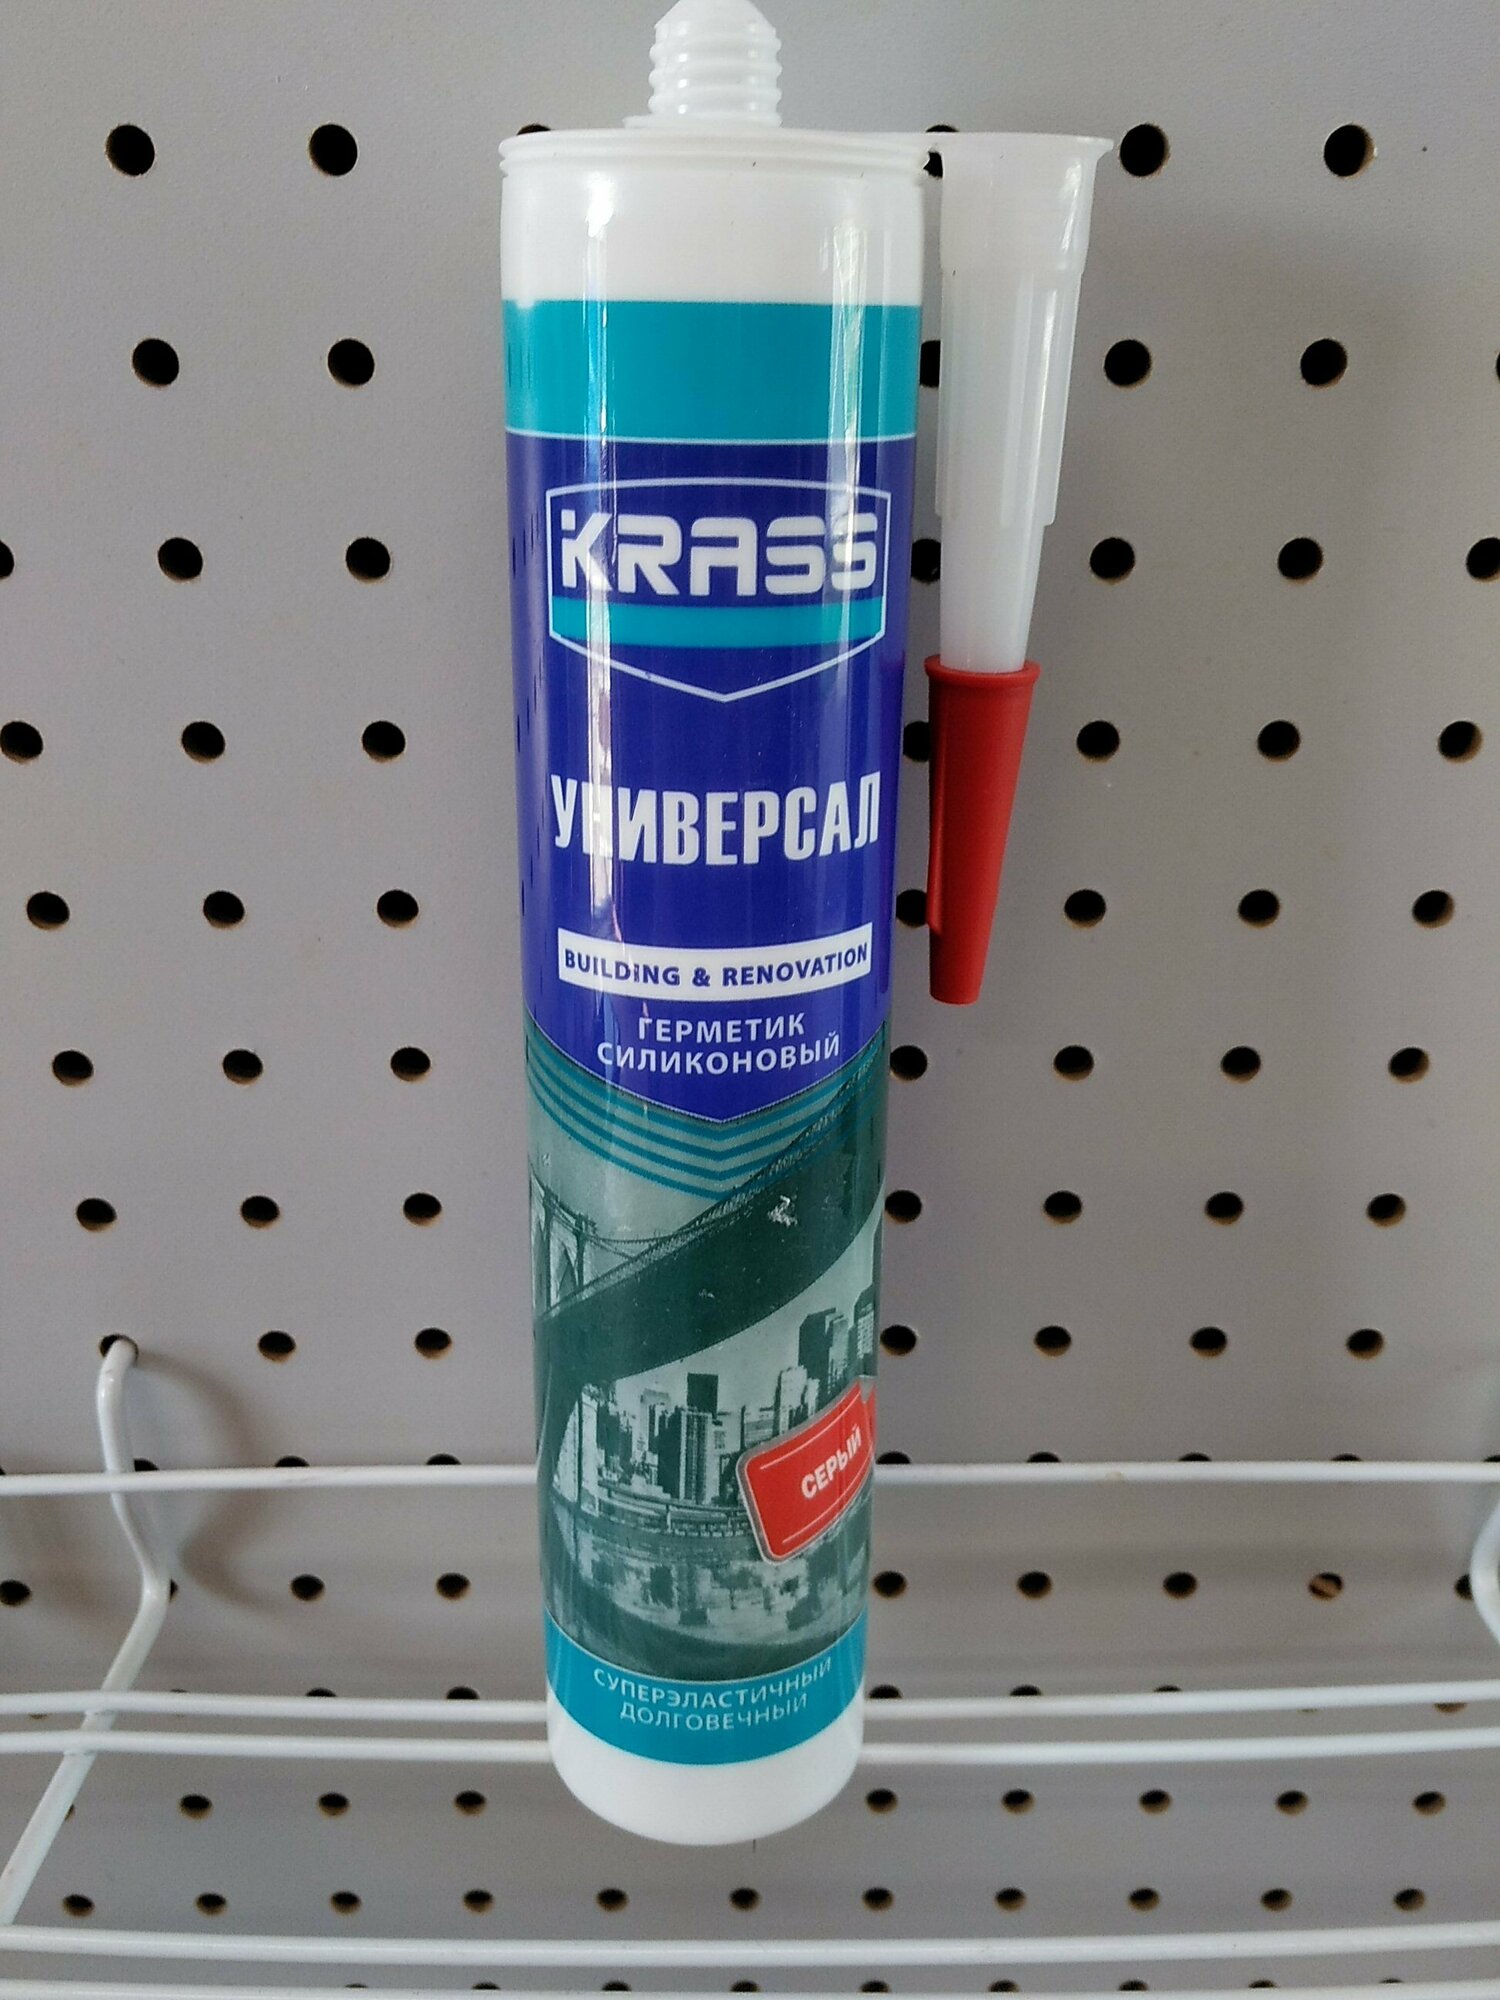 KRASS
УНИВЕРСАЛ
BUILDING & RENOVATION
ГЕРМЕТИК
СИЛИКОНОВЫЙ
СЕРЫЙ
СУПЕРЭЛАСТИЧНЫЙ
ДОЛГОВЕЧНЫЙ